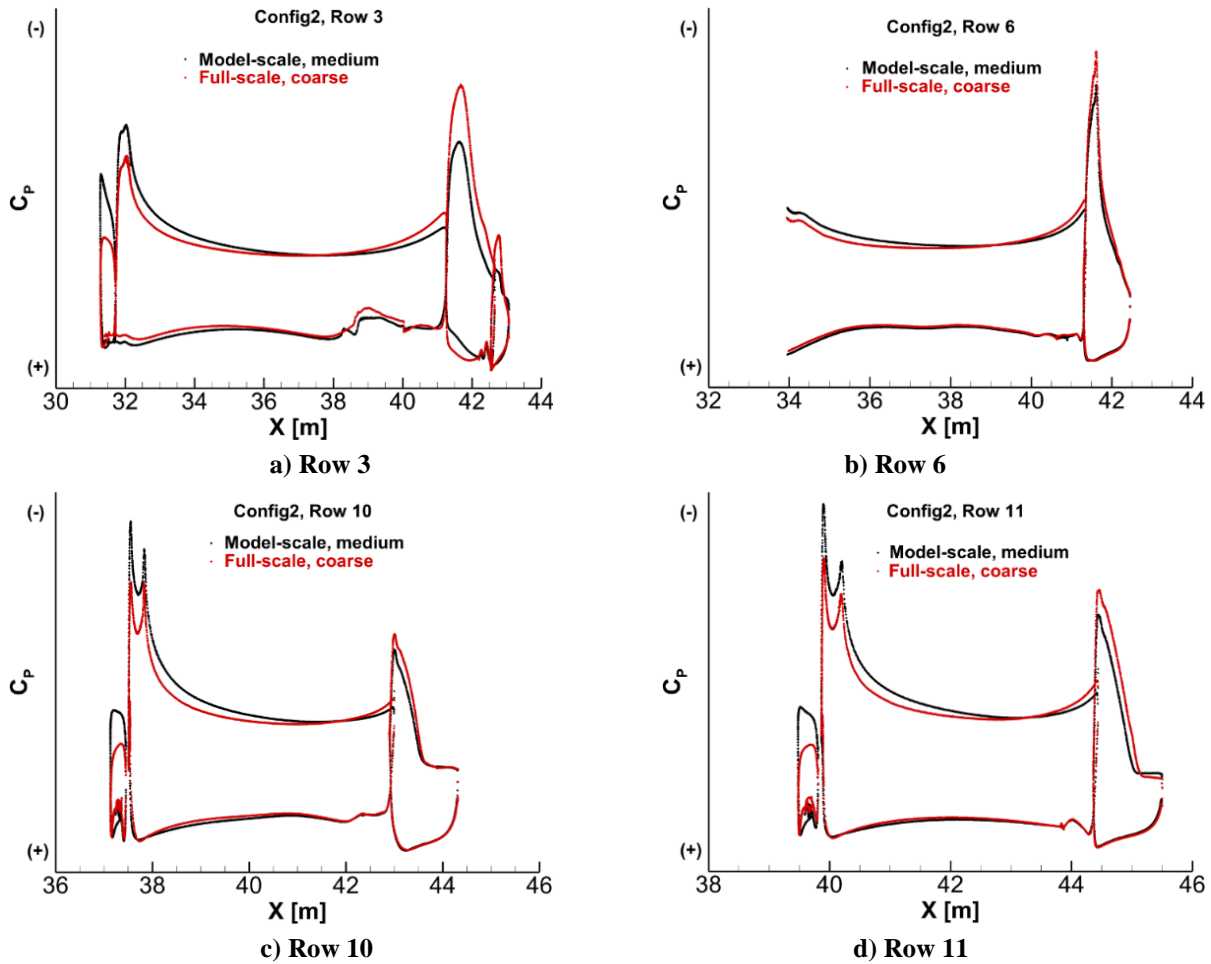 Config2, Row 3
(-)
Model-scale, medium
Full-scale, coarse
CP
(+)
30 32 34 36 38 40 42 44
X [m]
a) Row 3
Config2, Row 6
(-)
Model-scale, medium
Full-scale, coarse
CP
(+)
32 34 36 38 40 42 44
X [m]
b) Row 6
Config2, Row 10
(-)
Model-scale, medium
Full-scale, coarse
CP
(+)
36 38 40 42 44 46
X [m]
c) Row 10
Config2, Row 11
(-)
Model-scale, medium
Full-scale, coarse
CP
(+)
38 40 42 44 46
X [m]
d) Row 11